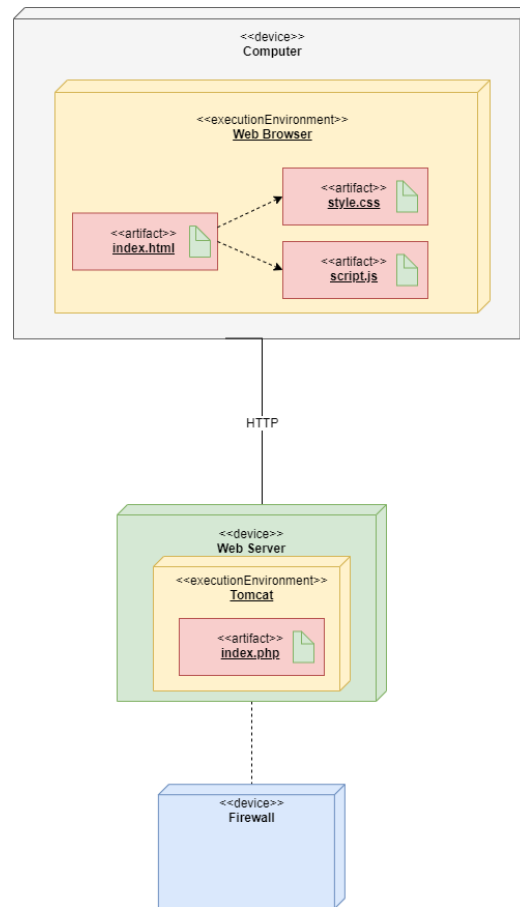 <<device>>
Computer
<<executionEnvironment>>
Web Browser
<<artifact>>
style.css
<<artifact>>
index.html
<<artifact>>
script.js
HTTP
<<device>>
Web Server
<<executionEnvironment>>
Tomcat
<<artifact>>
index.php
<<device>>
Firewall